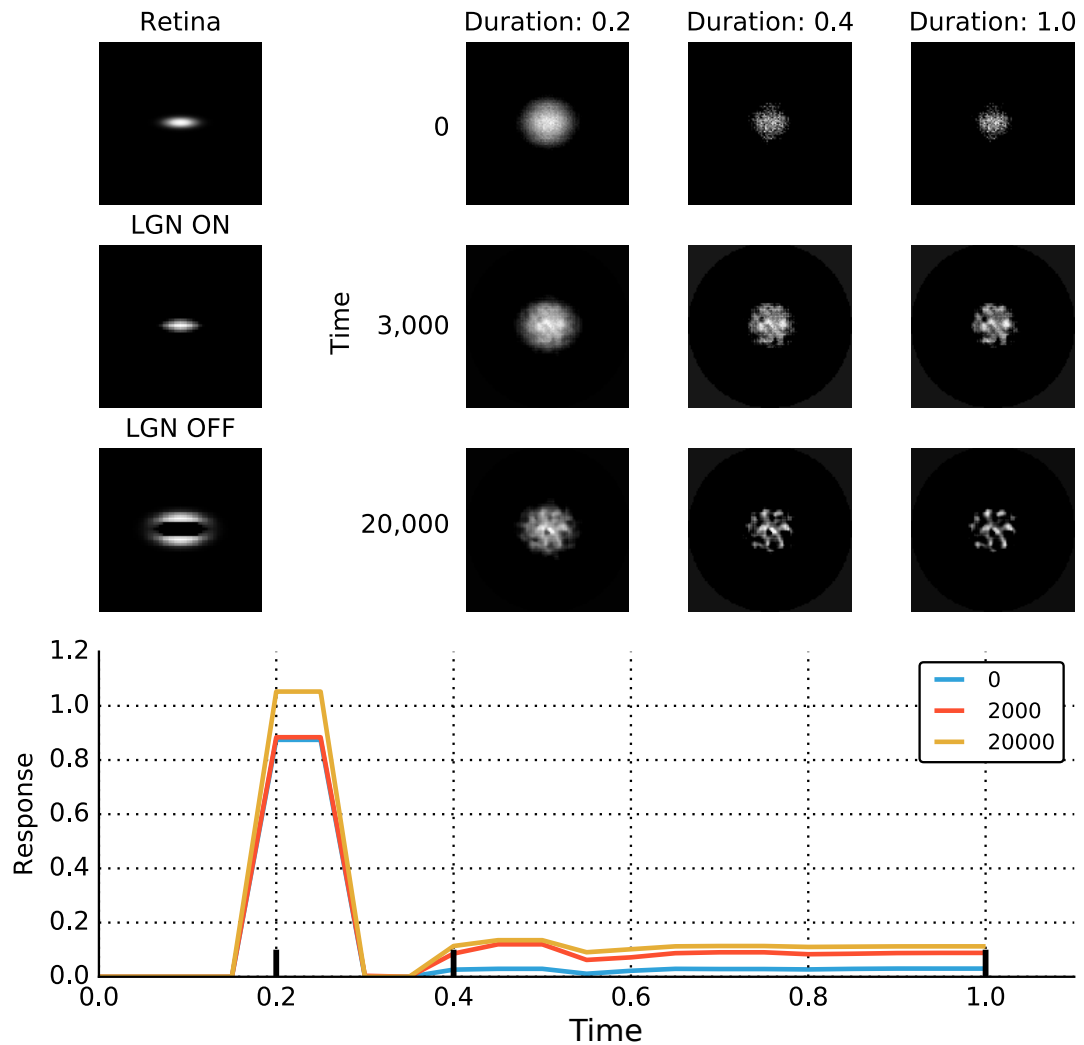 Retina
Duration: 0.2
Duration: 0.4
Duration: 1.0
0
LGN ON
Time
3,000
LGN OFF
20,000
1.2
1.0
0.8
0.6
0.4
0.2
0.0
Response
0
2000
20000
0.0
0.2
0.4
0.6
0.8
1.0
Time